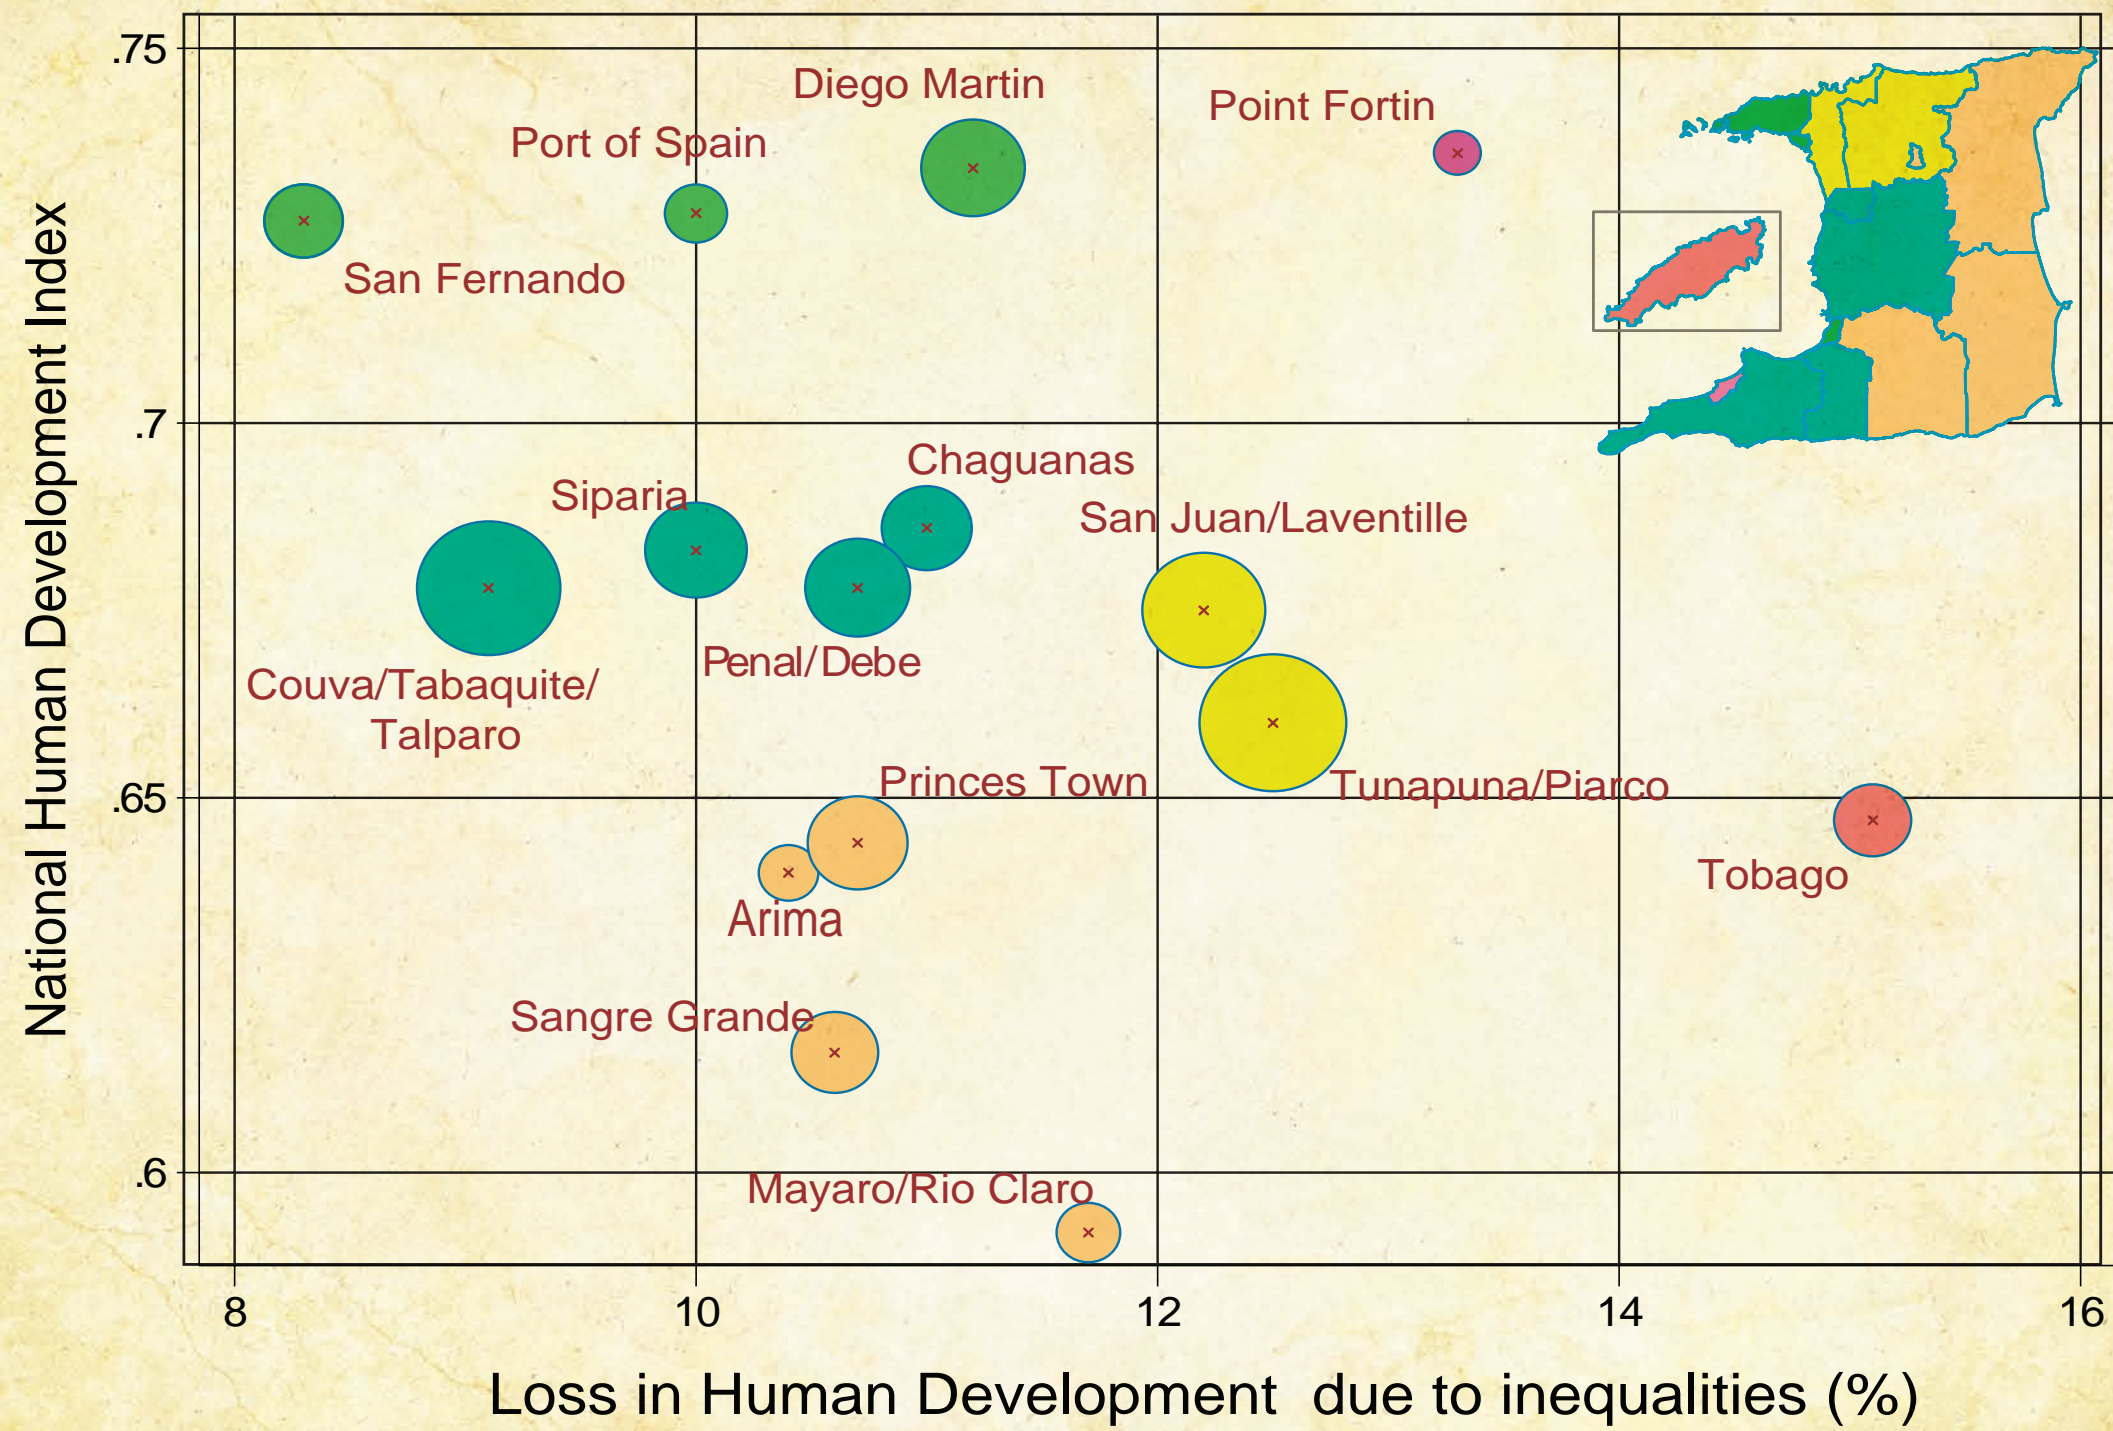 .75
Diego Martin
Point Fortin
Port of Spain
San Fernando
.7
Chaguanas
Siparia
San Juan/Laventille
Penal/Debe
Couva/Tabaquite/
Talparo
Princes Town
Tunapuna/Piarco
.65
Tobago
Arima
Sangre Grande
.6
Mayaro/Rio Claro
8
10
12
14
16
National Human Development Index
Loss in Human Development due to inequalities (%)